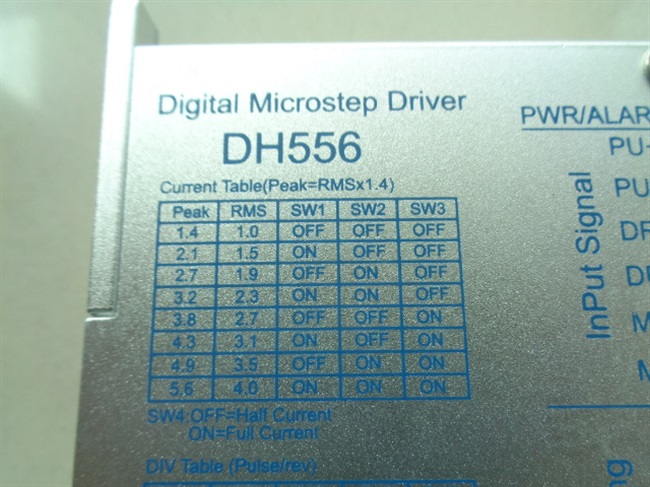 Digital Microstep Driver
DH556
Current Table(Peak=RMSx1.4)
Peak RMS SW1 SW2 SW3
1.4 1.0 OFF OFF OFF
2.1 1.5 ON OFF OFF
2.7 1.9 OFF ON OFF
3.2 2.3 ON ON OFF
3.8 2.7 OFF OFF ON
4.3 3.1 ON OFF ON
4.9 3.5 OFF ON ON
5.6 4.0 ON ON ON
SW4:OFF=Half Current
ON=Full Current
DIV Table (Pulse/rev)
PWR/ALAR
PU-
PU
DR
DR
InPut Signal